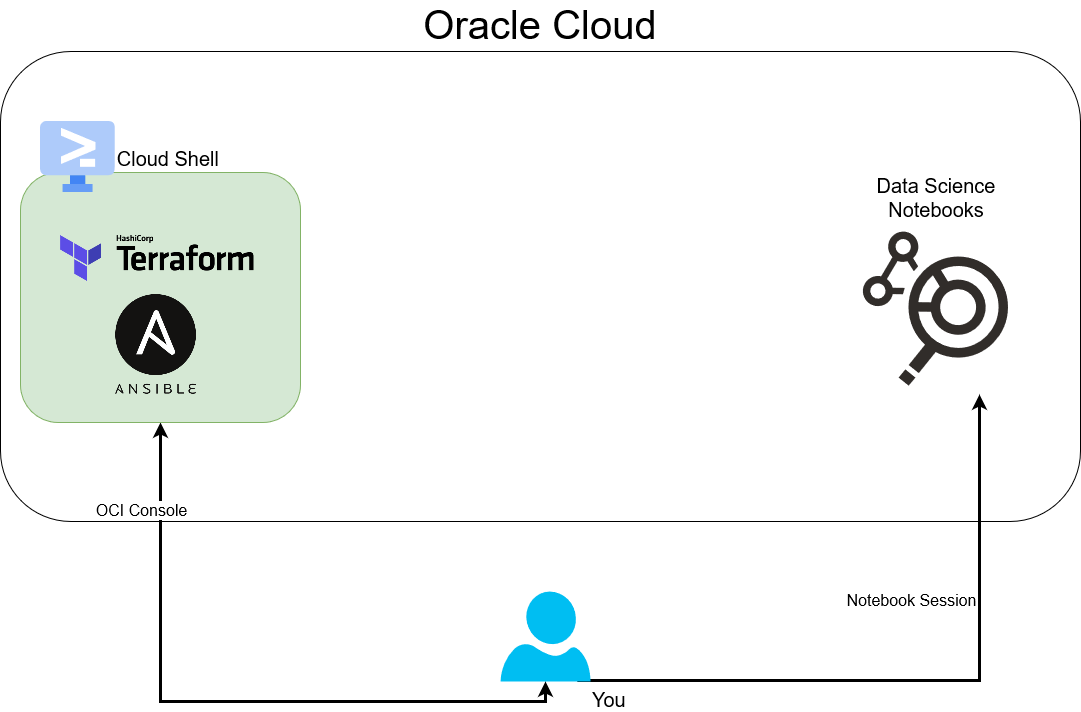 Oracle Cloud
Cloud Shell
HashiCorp
Terraform
ANSIBLE
Data Science
Notebooks
OCI Console
Notebook Session
You